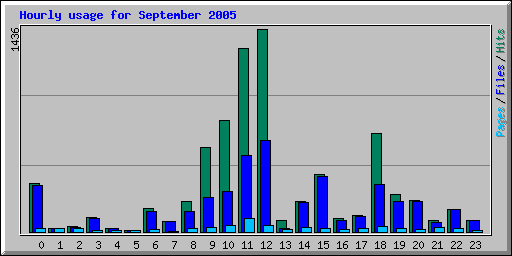 Hourly usage for September 2005
1436
Pages/Files/Hits
0 1 2 3 4 5 6 7 8 9 10 11 12 13 14 15 16 17 18 19 20 21 22 23